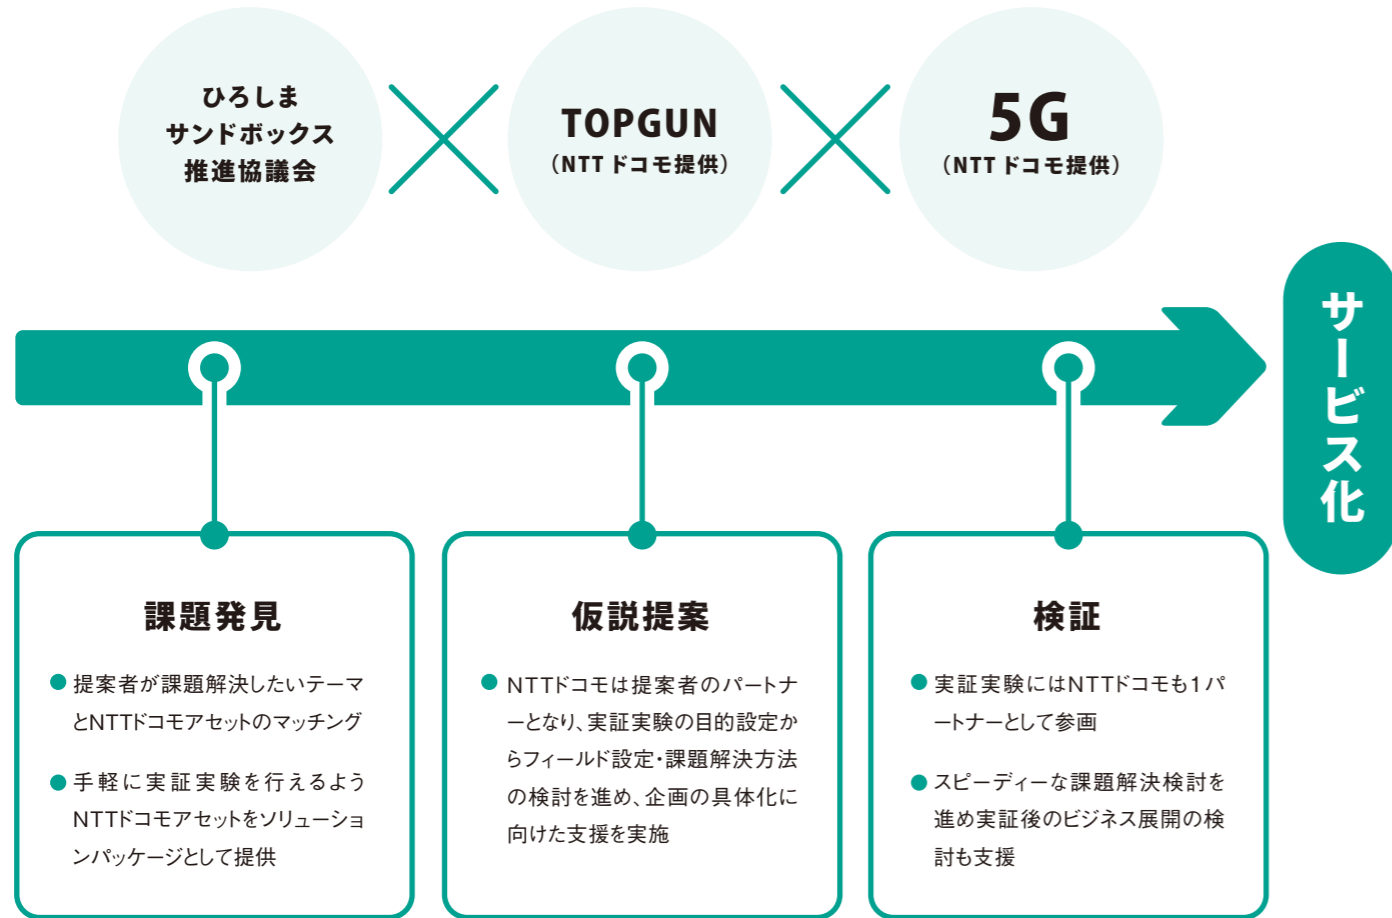 ひろしま
サンドボックス
推進協議会
TOPGUN
（NTTドコモ提供）
5G
（NTTドコモ提供）
サービス化
課題発見
提案者が課題解決したいテーマ
とNTTドコモアセットのマッチング
手軽に実証実験を行えるよう
NTTドコモアセットをソリューショ
ンパッケージとして提供
仮説提案
NTTドコモは提案者のパートナ
ーとなり、実証実験の目的設定か
らフィールド設定・課題解決方法
の検討を進め、企画の具体化に
向けた支援を実施
検証
実証実験にはNTTドコモも1パ
ートナーとして参画
スピーディーな課題解決検討を
進め実証後のビジネス展開の検
討も支援